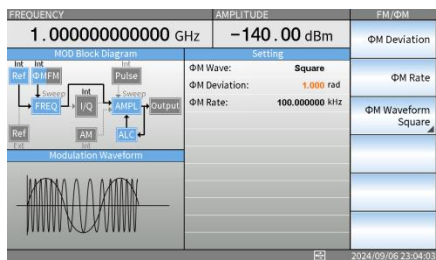 FREQUENCY AMPLITUDE FM/ΦM
1.000000000000 GHz −140.00 dBm
MOD Block Diagram
Int Int Int
Ref ΦM FM Pulse
Sweep Int Sweep
FREQ I/Q AMPL Output
Int
Ref AM ALC
Ext
Modulation Waveform
Setting
ΦM Wave: Square
ΦM Deviation: 1.000 rad
ΦM Rate: 100.000000 kHz
ΦM Deviation
ΦM Rate
ΦM Waveform
Square
2024/09/06 23:04:03